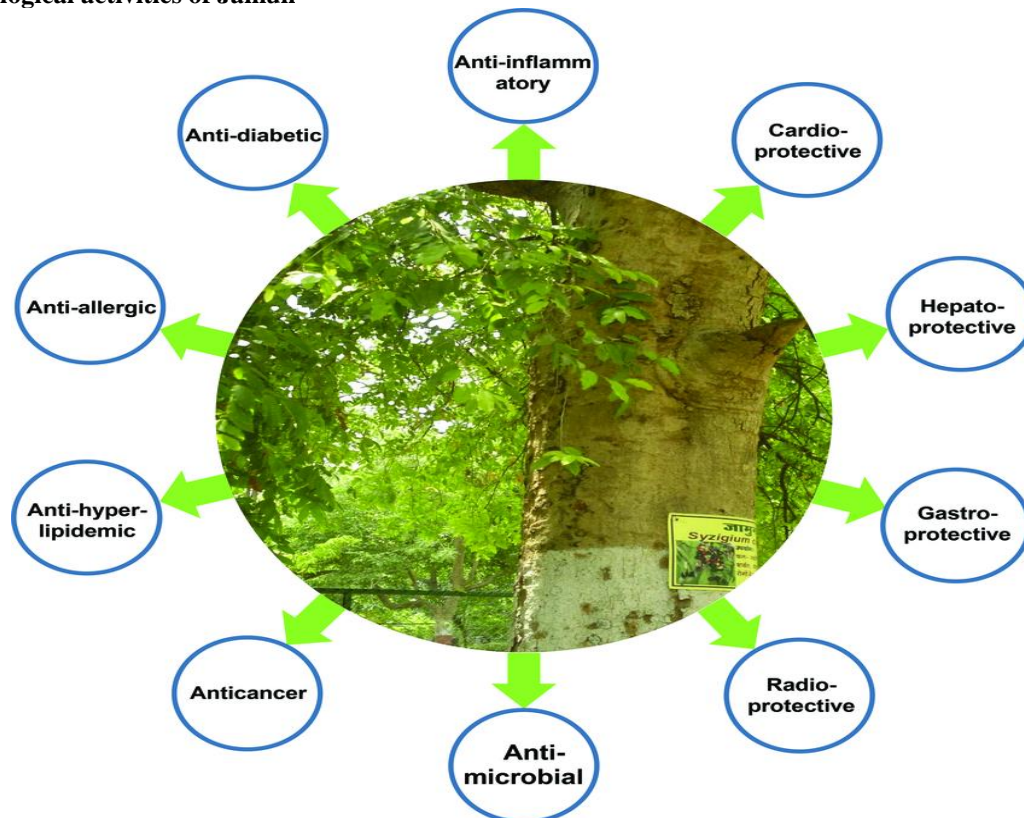 logical activities of Jamun
Anti-inflamm
atory
Anti-diabetic
Cardio-
protective
Anti-allergic
Hepato-
protective
Anti-hyper-
lipidemic
Gastro-
protective
जामु
Syzigium
Anticancer
Radio-
protective
Anti-
microbial